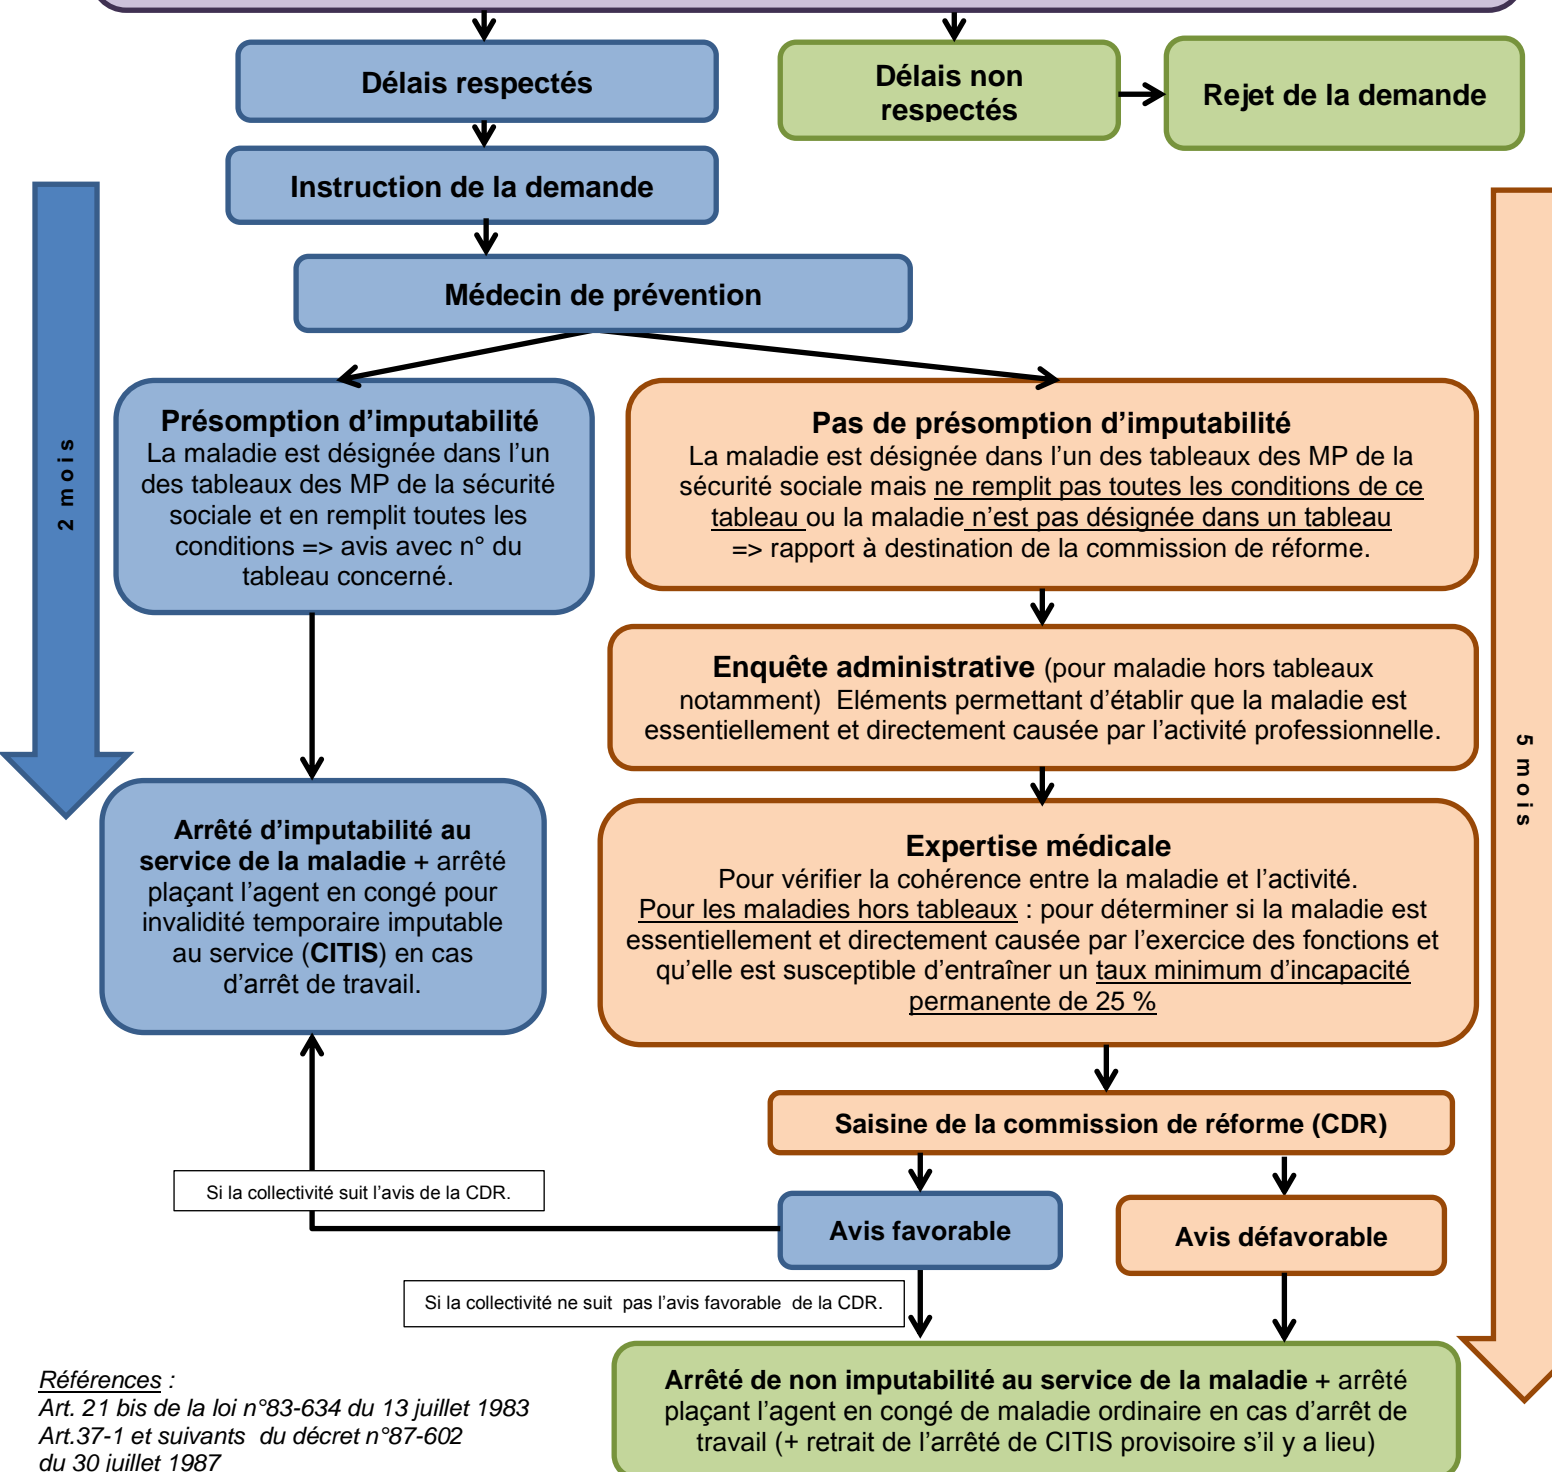 Délais respectés
Délais non
respectés
Rejet de la demande
Instruction de la demande
Médecin de prévention
2 mois
Présomption d’imputabilité
La maladie est désignée dans l’un
des tableaux des MP de la sécurité
sociale et en remplit toutes les
conditions => avis avec n° du
tableau concerné.
Pas de présomption d’imputabilité
La maladie est désignée dans l’un des tableaux des MP de la
sécurité sociale mais ne remplit pas toutes les conditions de ce
tableau ou la maladie n’est pas désignée dans un tableau
=> rapport à destination de la commission de réforme.
Enquête administrative (pour maladie hors tableaux
notamment) Eléments permettant d’établir que la maladie est
essentiellement et directement causée par l’activité professionnelle.
5 mois
Arrêté d’imputabilité au
service de la maladie + arrêté
plaçant l’agent en congé pour
invalidité temporaire imputable
au service (CITIS) en cas
d’arrêt de travail.
Expertise médicale
Pour vérifier la cohérence entre la maladie et l’activité.
Pour les maladies hors tableaux : pour déterminer si la maladie est
essentiellement et directement causée par l’exercice des fonctions et
qu’elle est susceptible d’entraîner un taux minimum d’incapacité
permanente de 25 %
Saisine de la commission de réforme (CDR)
Si la collectivité suit l’avis de la CDR.
Avis favorable
Avis défavorable
Si la collectivité ne suit pas l’avis favorable de la CDR.
Arrêté de non imputabilité au service de la maladie + arrêté
plaçant l’agent en congé de maladie ordinaire en cas d’arrêt de
travail (+ retrait de l’arrêté de CITIS provisoire s’il y a lieu)
Références :
Art. 21 bis de la loi n°83-634 du 13 juillet 1983
Art.37-1 et suivants du décret n°87-602
du 30 juillet 1987